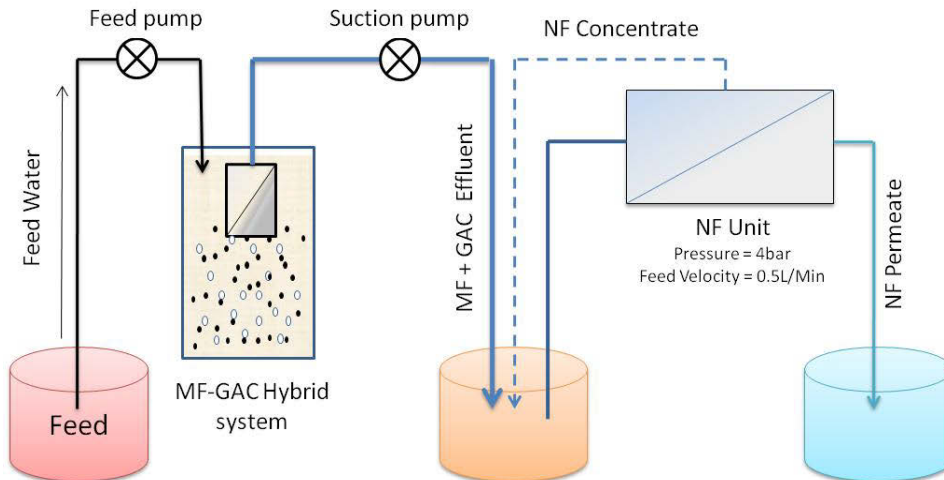 Feed pump
Suction pump
NF Concentrate
Feed Water
MF + GAC Effluent
NF Unit
Pressure = 4bar
Feed Velocity = 0.5L/Min
NF Permeate
MF-GAC Hybrid
system
Feed